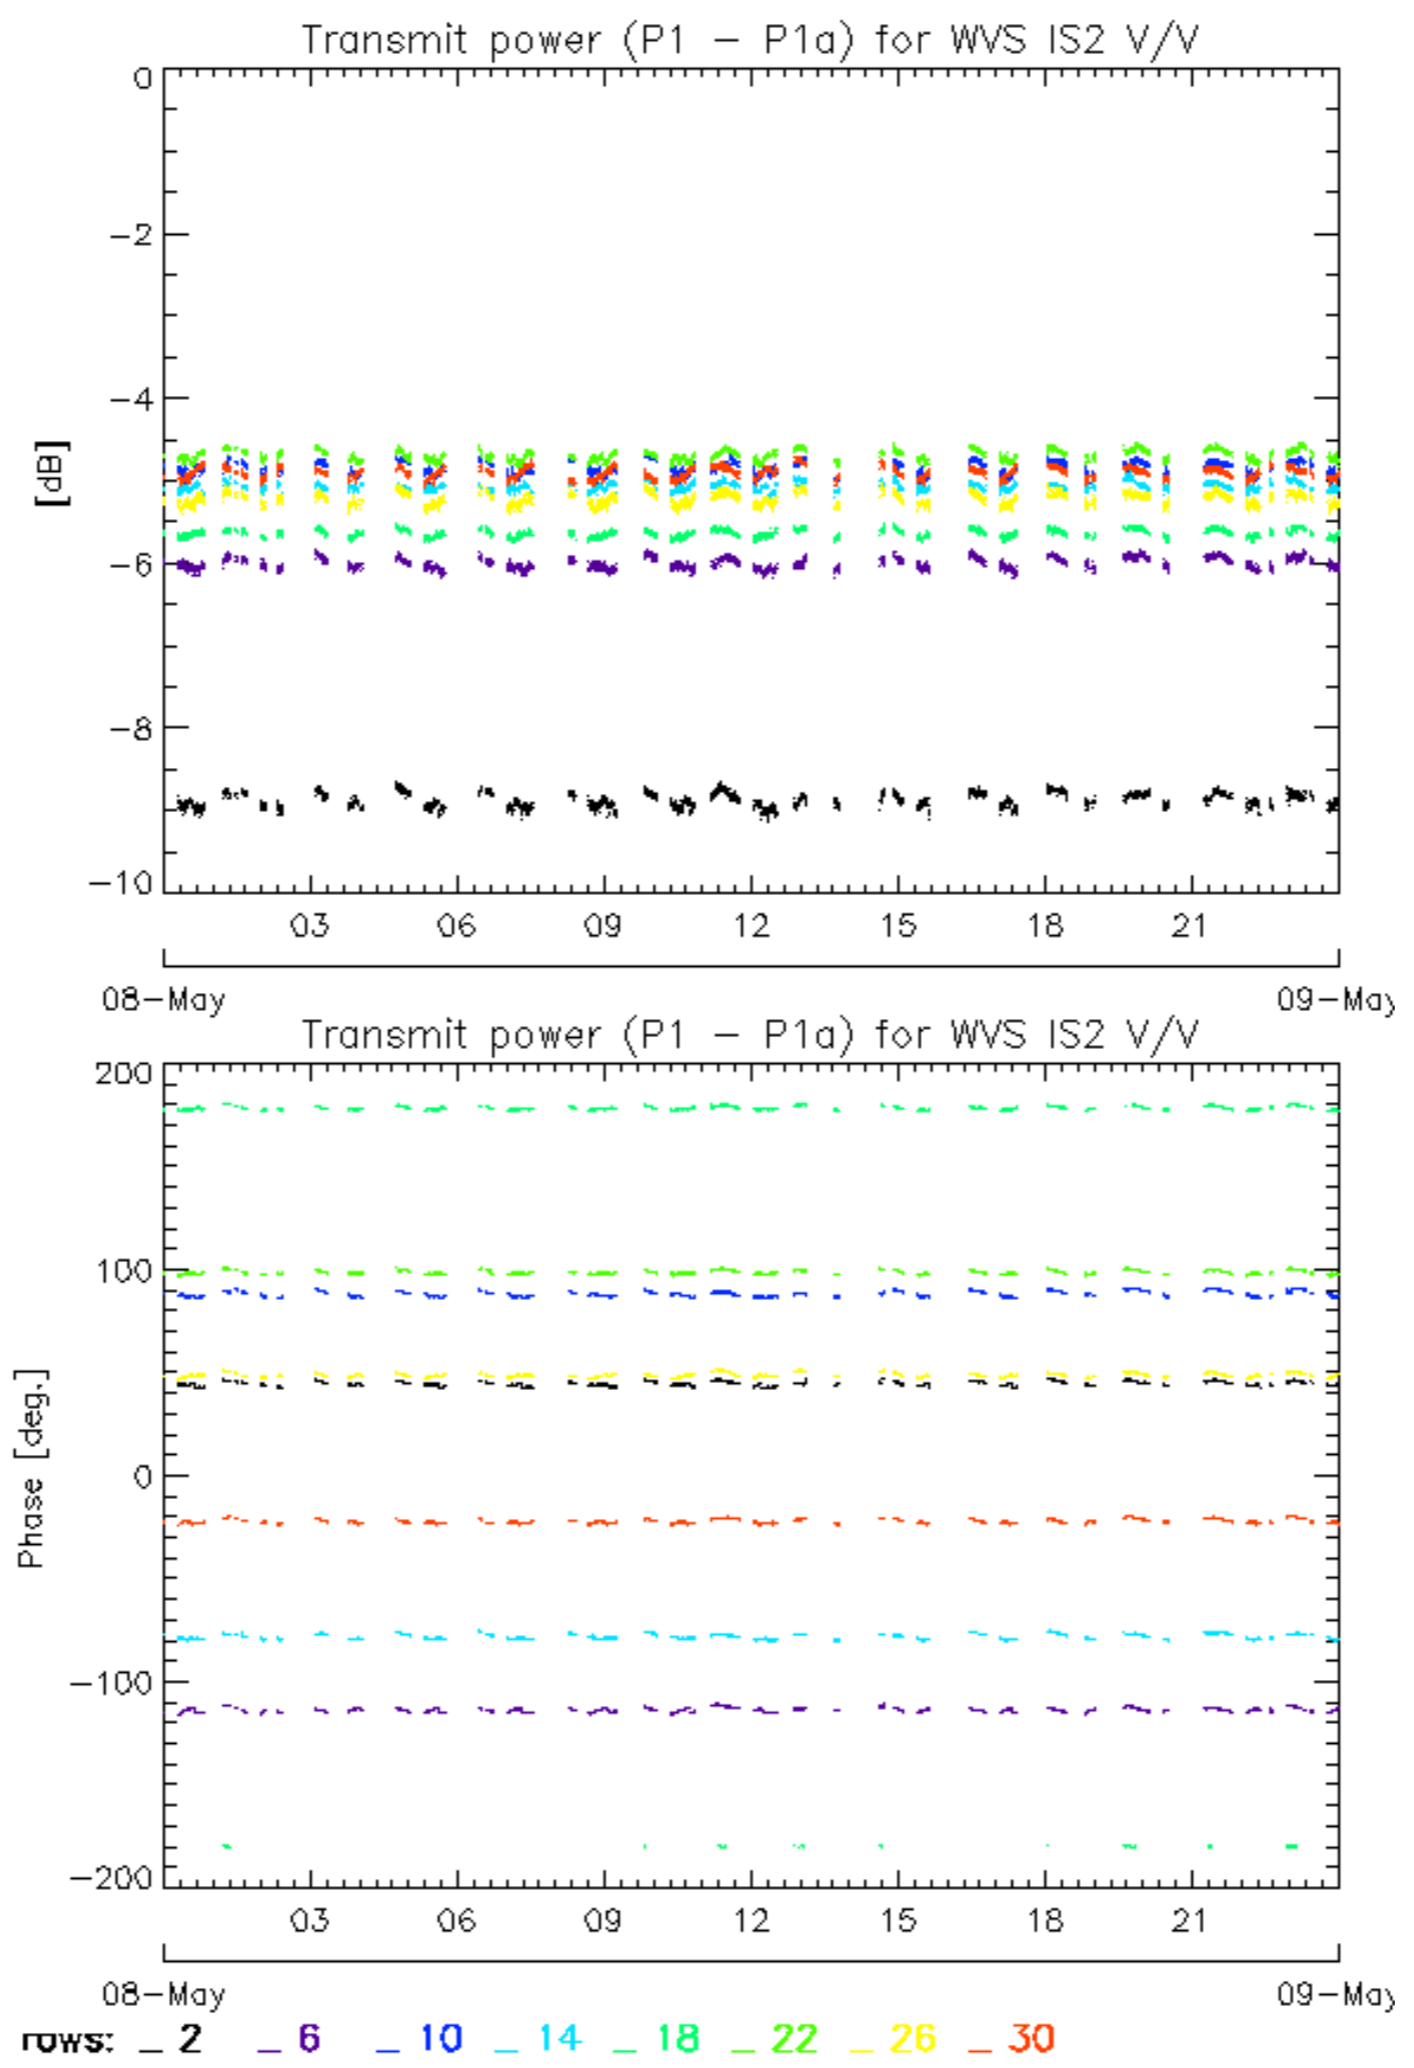 Transmit power (P1 - P1a) for WVS IS2 V/V
0
-2
-4
[dB]
-6
-8
-10
03 06 09 12 15 18 21
08-May 09-May
Transmit power (P1 - P1a) for WVS IS2 V/V
200
100
Phase [deg.]
0
-100
-200
03 06 09 12 15 18 21
08-May 09-May
rows: _ 2 _ 6 _ 10 _ 14 _ 18 _ 22 _ 26 _ 30